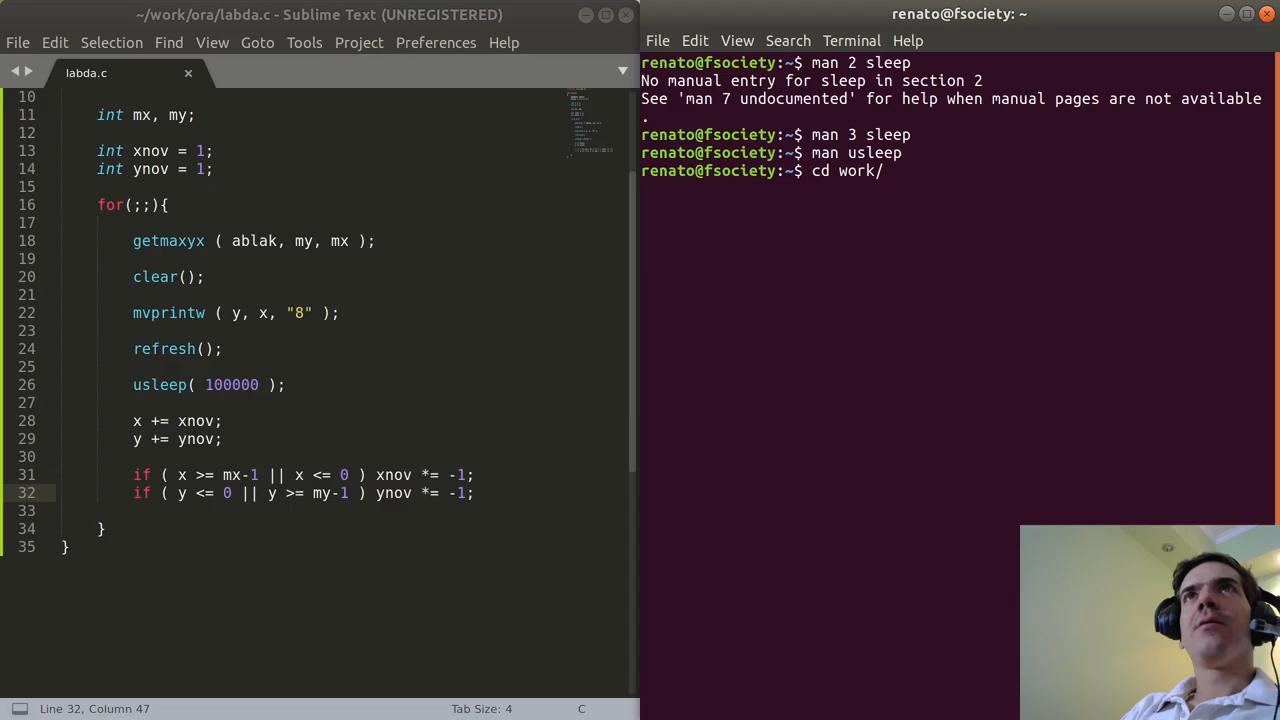 ~/work/ora/labda.c - Sublime Text (UNREGISTERED)
File Edit Selection Find View Goto Tools Project Preferences Help
labda.c
10
11 int mx, my;
12
13 int xnov = 1;
14 int ynov = 1;
15
16 for(;;){
17
18 getmaxyx ( ablak, my, mx );
19
20 clear();
21
22 mvprintw ( y, x, "8" );
23
24 refresh();
25
26 usleep( 100000 );
27
28 x += xnov;
29 y += ynov;
30
31 if ( x >= mx-1 || x <= 0 ) xnov *= -1;
32 if ( y <= 0 || y >= my-1 ) ynov *= -1;
33
34 }
35 }
Line 32, Column 47 Tab Size: 4 C
renato@fsociety: ~
File Edit View Search Terminal Help
renato@fsociety:~$ man 2 sleep
No manual entry for sleep in section 2
See 'man 7 undocumented' for help when manual pages are not available
.
renato@fsociety:~$ man 3 sleep
renato@fsociety:~$ man usleep
renato@fsociety:~$ cd work/